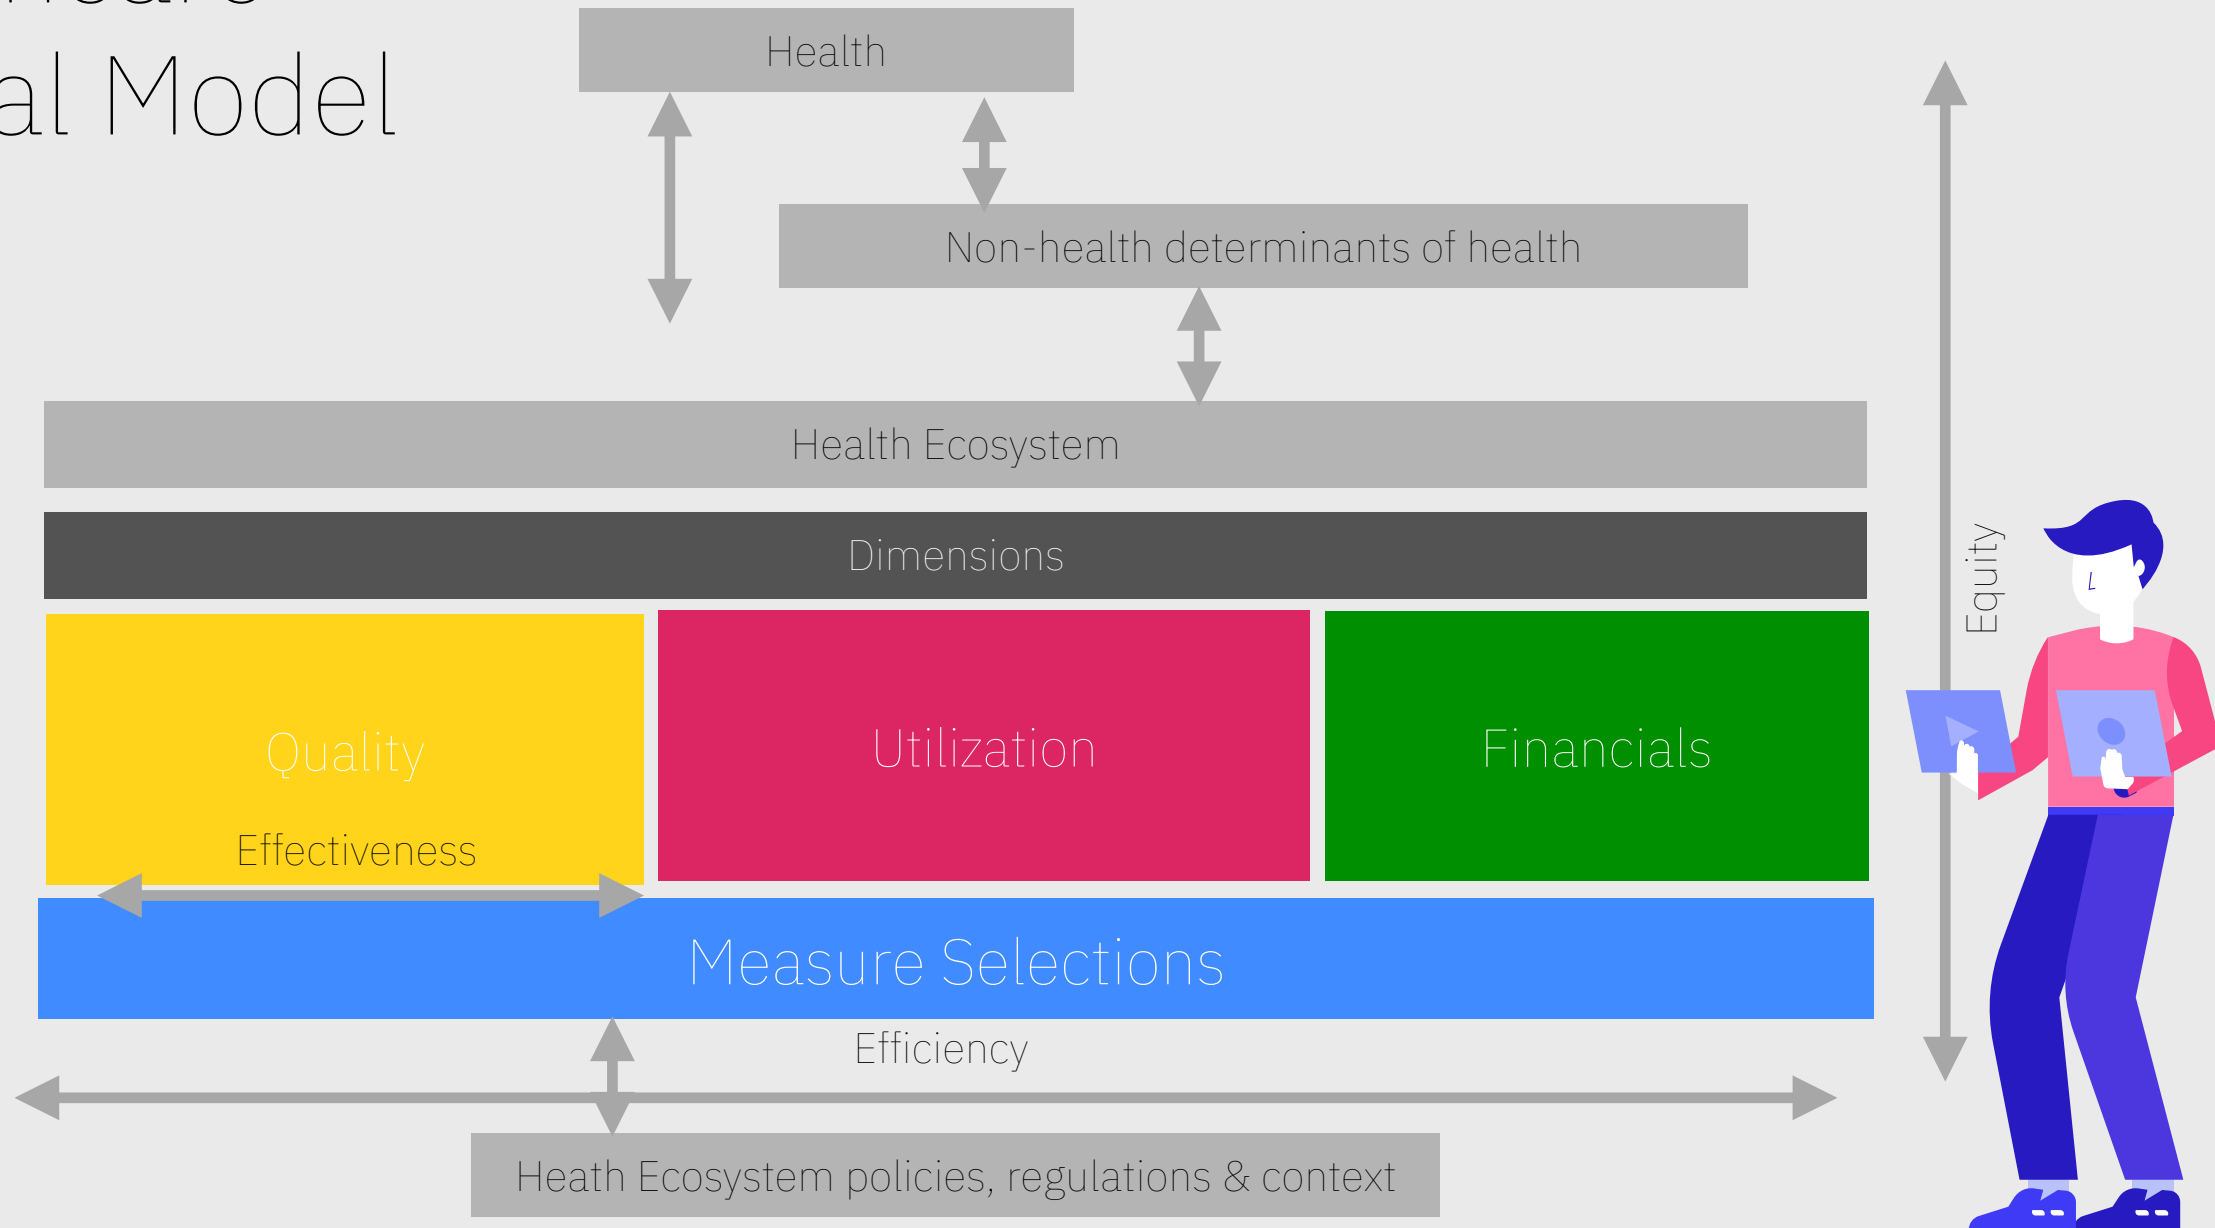 al Model
Health
Non-health determinants of health
Health Ecosystem
Dimensions
Equity
Quality
Utilization
Financials
Effectiveness
Measure Selections
Efficiency
Heath Ecosystem policies, regulations & context